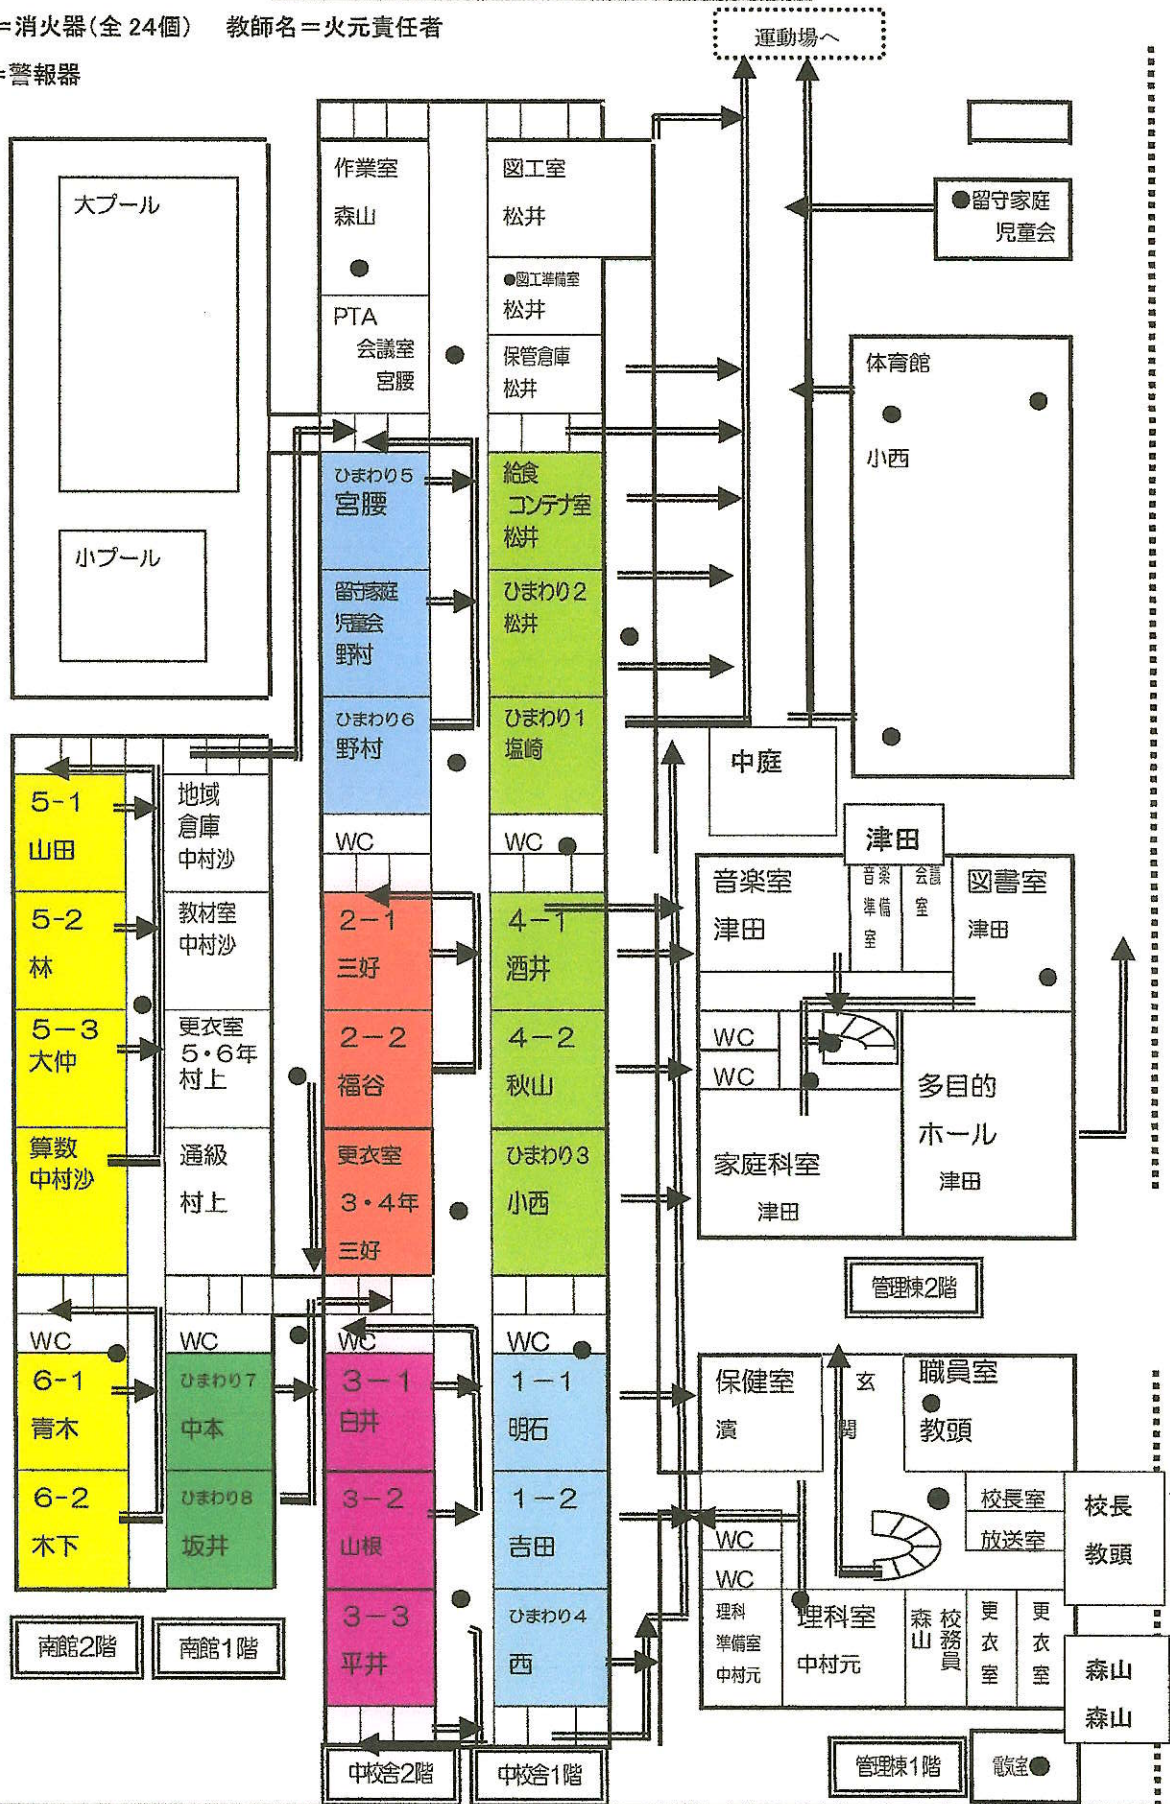 =消火器(全24個) 教師名=火元責任者
=警報器
運動場へ
大プール
小プール
作業室
森山
PTA
会議室
宮腰
図工室
松井
●図工準備室
松井
保管倉庫
松井
●留守家庭
児童会
体育館
小西
ひまわり5
宮腰
留守家庭
児童会
野村
ひまわり6
野村
WC
給食
コンテナ室
松井
ひまわり2
松井
ひまわり1
塩崎
WC
中庭
5-1
山田
5-2
林
5-3
大仲
算数
中村沙
地域
倉庫
中村沙
教材室
中村沙
更衣室
5・6年
村上
通級
村上
2-1
三好
2-2
福谷
更衣室
3・4年
三好
4-1
酒井
4-2
秋山
ひまわり3
小西
津田
音楽室
津田
音楽準備室
会議室
図書室
津田
WC
WC
家庭科室
津田
多目的
ホール
津田
管理棟2階
WC
6-1
青木
6-2
木下
WC
ひまわり7
中本
ひまわり8
坂井
WC
3-1
白井
3-2
山根
3-3
平井
WC
1-1
明石
1-2
吉田
ひまわり4
西
保健室
濱
玄関
職員室
教頭
校長室
放送室
校長
教頭
WC
WC
理科
準備室
中村元
理科室
中村元
校務員
森山
更衣室
更衣室
森山
森山
南館2階
南館1階
中校舎2階
中校舎1階
管理棟1階
電気室●